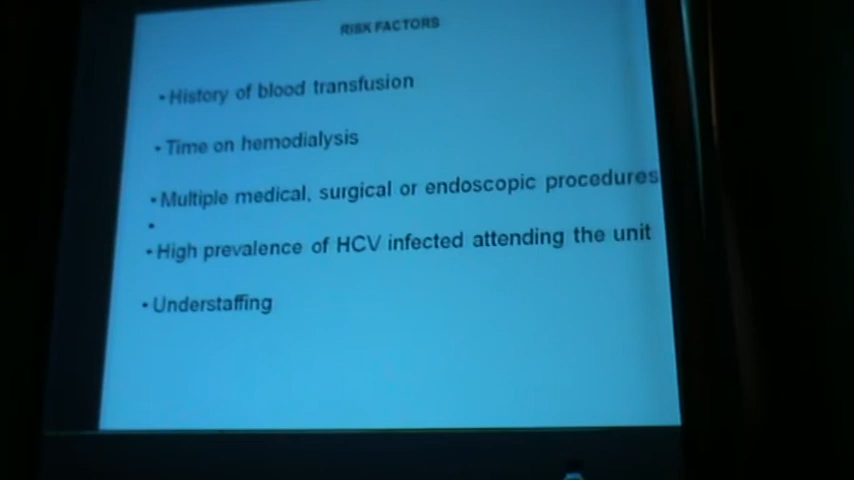 RISK FACTORS
• History of blood transfusion
• Time on hemodialysis
• Multiple medical, surgical or endoscopic procedures
•
• High prevalence of HCV infected attending the unit
• Understaffing